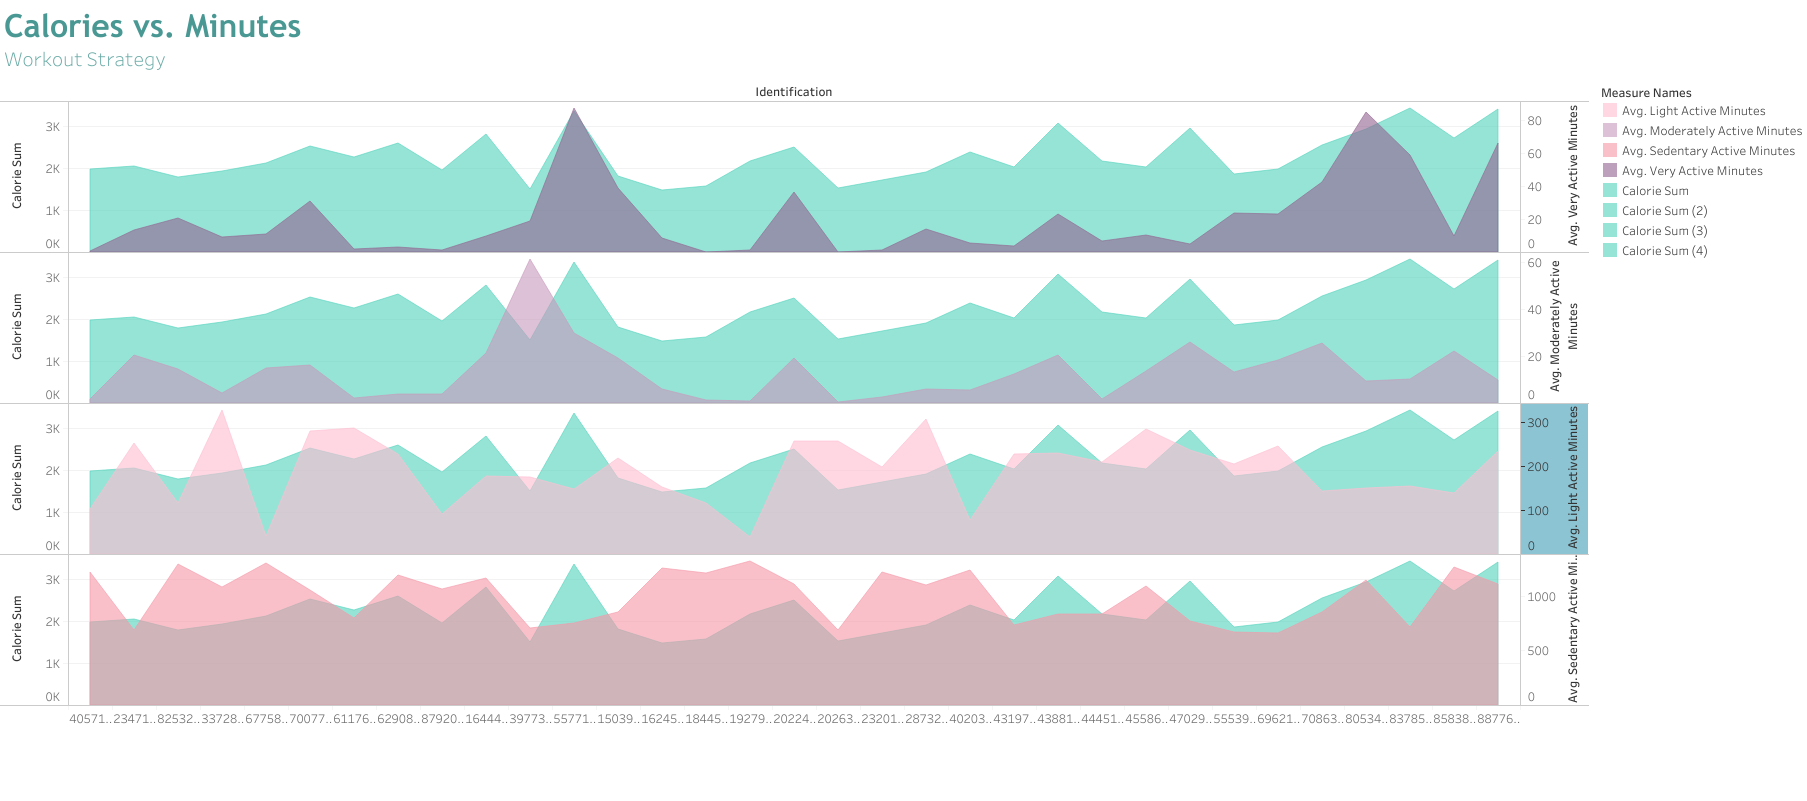 Calories vs. Minutes
Workout Strategy
Identification
Calorie Sum
3K
2K
1K
0K
80
60
40
20
0
Avg. Very Active Minutes
Calorie Sum
3K
2K
1K
0K
60
40
20
0
Avg. Moderately Active
Minutes
Calorie Sum
3K
2K
1K
0K
300
200
100
0
Avg. Light Active Minutes
Calorie Sum
3K
2K
1K
0K
1000
500
0
Avg. Sedentary Active Mi..
40571.. 23471.. 82532.. 33728.. 67758.. 70077.. 61176.. 62908.. 87920.. 16444.. 39773.. 55771.. 15039.. 16245.. 18445.. 19279.. 20224.. 20263.. 23201.. 28732.. 40203.. 43197.. 43881.. 44451.. 45586.. 47029.. 55539.. 69621.. 70863.. 80534.. 83785.. 85838.. 88776..
Measure Names
Avg. Light Active Minutes
Avg. Moderately Active Minutes
Avg. Sedentary Active Minutes
Avg. Very Active Minutes
Calorie Sum
Calorie Sum (2)
Calorie Sum (3)
Calorie Sum (4)